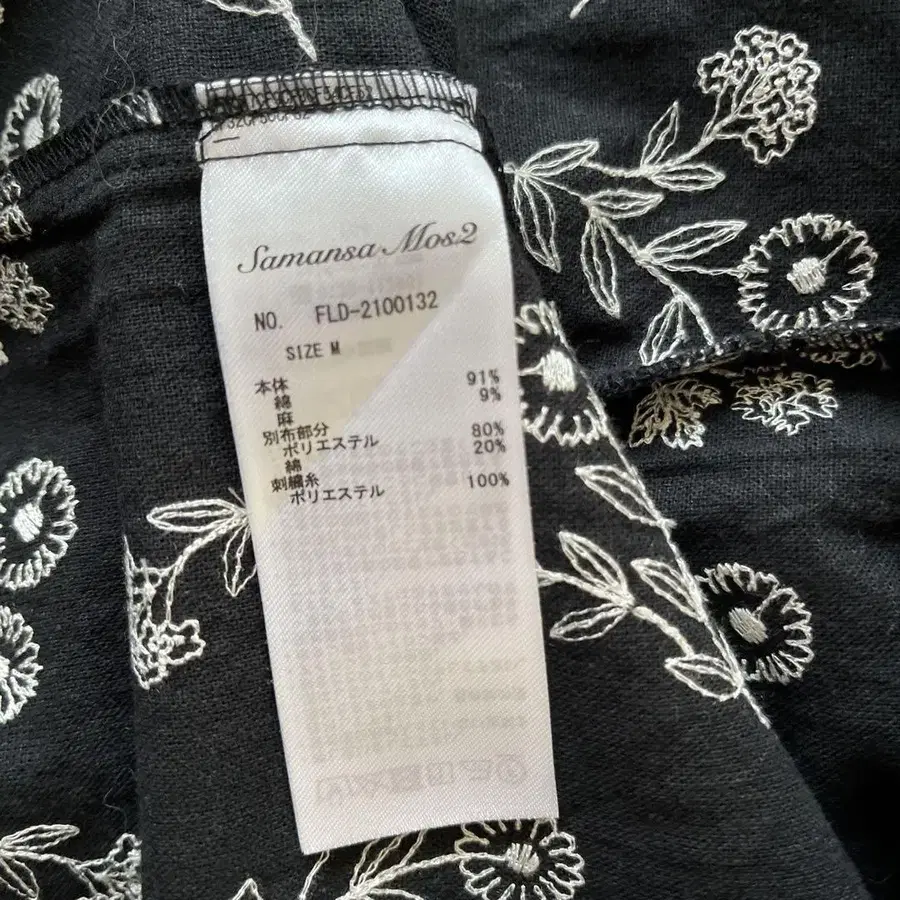 Samansa Mos2
NO. FLD-2100132
SIZE M
本体
綿 91%
麻 9%
別布部分
ポリエステル 80%
綿 20%
刺繍糸
ポリエステル 100%